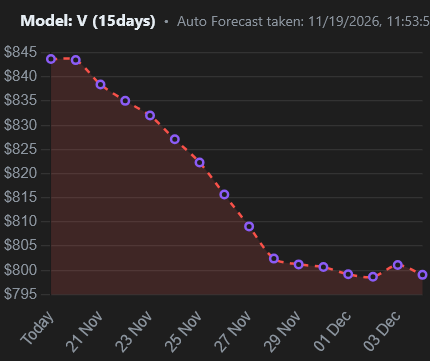 Model: V (15days) • Auto Forecast taken: 11/19/2026, 11:53:5
$845
$840
$835
$830
$825
$820
$815
$810
$805
$800
$795
Today
21 Nov
23 Nov
25 Nov
27 Nov
29 Nov
01 Dec
03 Dec